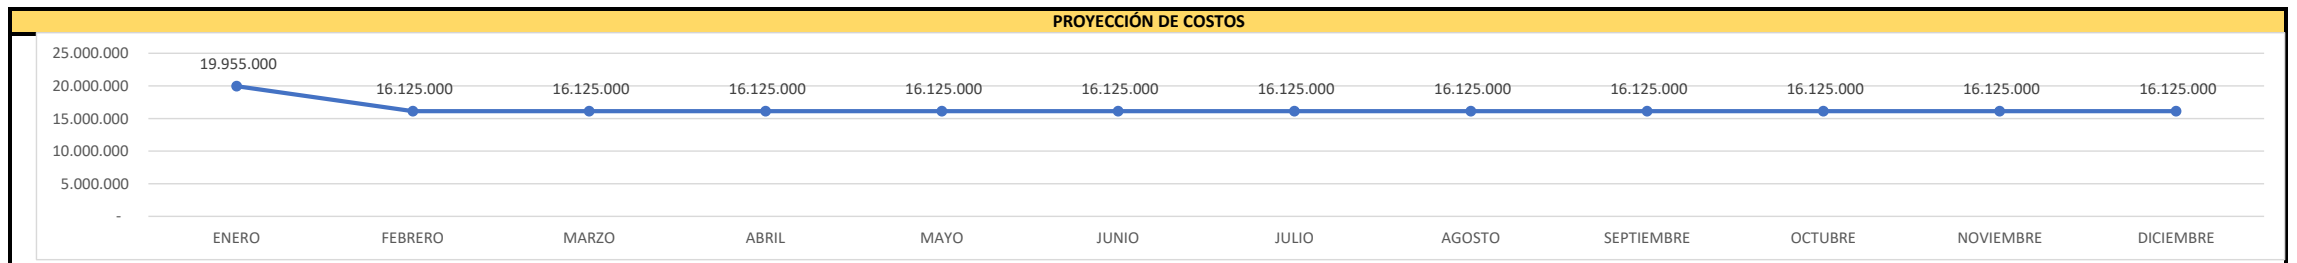 PROYECCIÓN DE COSTOS
25.000.000
20.000.000
15.000.000
10.000.000
5.000.000
-
19.955.000
16.125.000
16.125.000
16.125.000
16.125.000
16.125.000
16.125.000
16.125.000
16.125.000
16.125.000
16.125.000
16.125.000
ENERO
FEBRERO
MARZO
ABRIL
MAYO
JUNIO
JULIO
AGOSTO
SEPTIEMBRE
OCTUBRE
NOVIEMBRE
DICIEMBRE